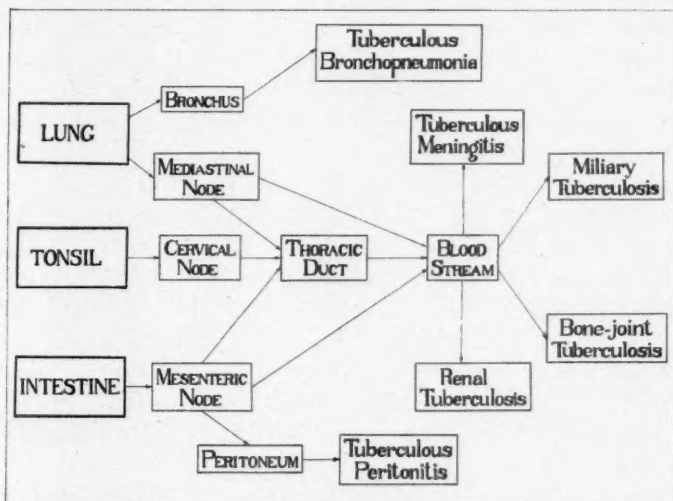 Tuberculous
Bronchopneumonia
BRONCHUS
LUNG
Tuberculous
Meningitis
MEDIASTINAL
NODE
Miliary
Tuberculosis
TONSIL
CERVICAL
NODE
THORACIC
DUCT
BLOOD
STREAM
Bone-joint
Tuberculosis
INTESTINE
MESENTERIC
NODE
Renal
Tuberculosis
PERITONEUM
Tuberculous
Peritonitis